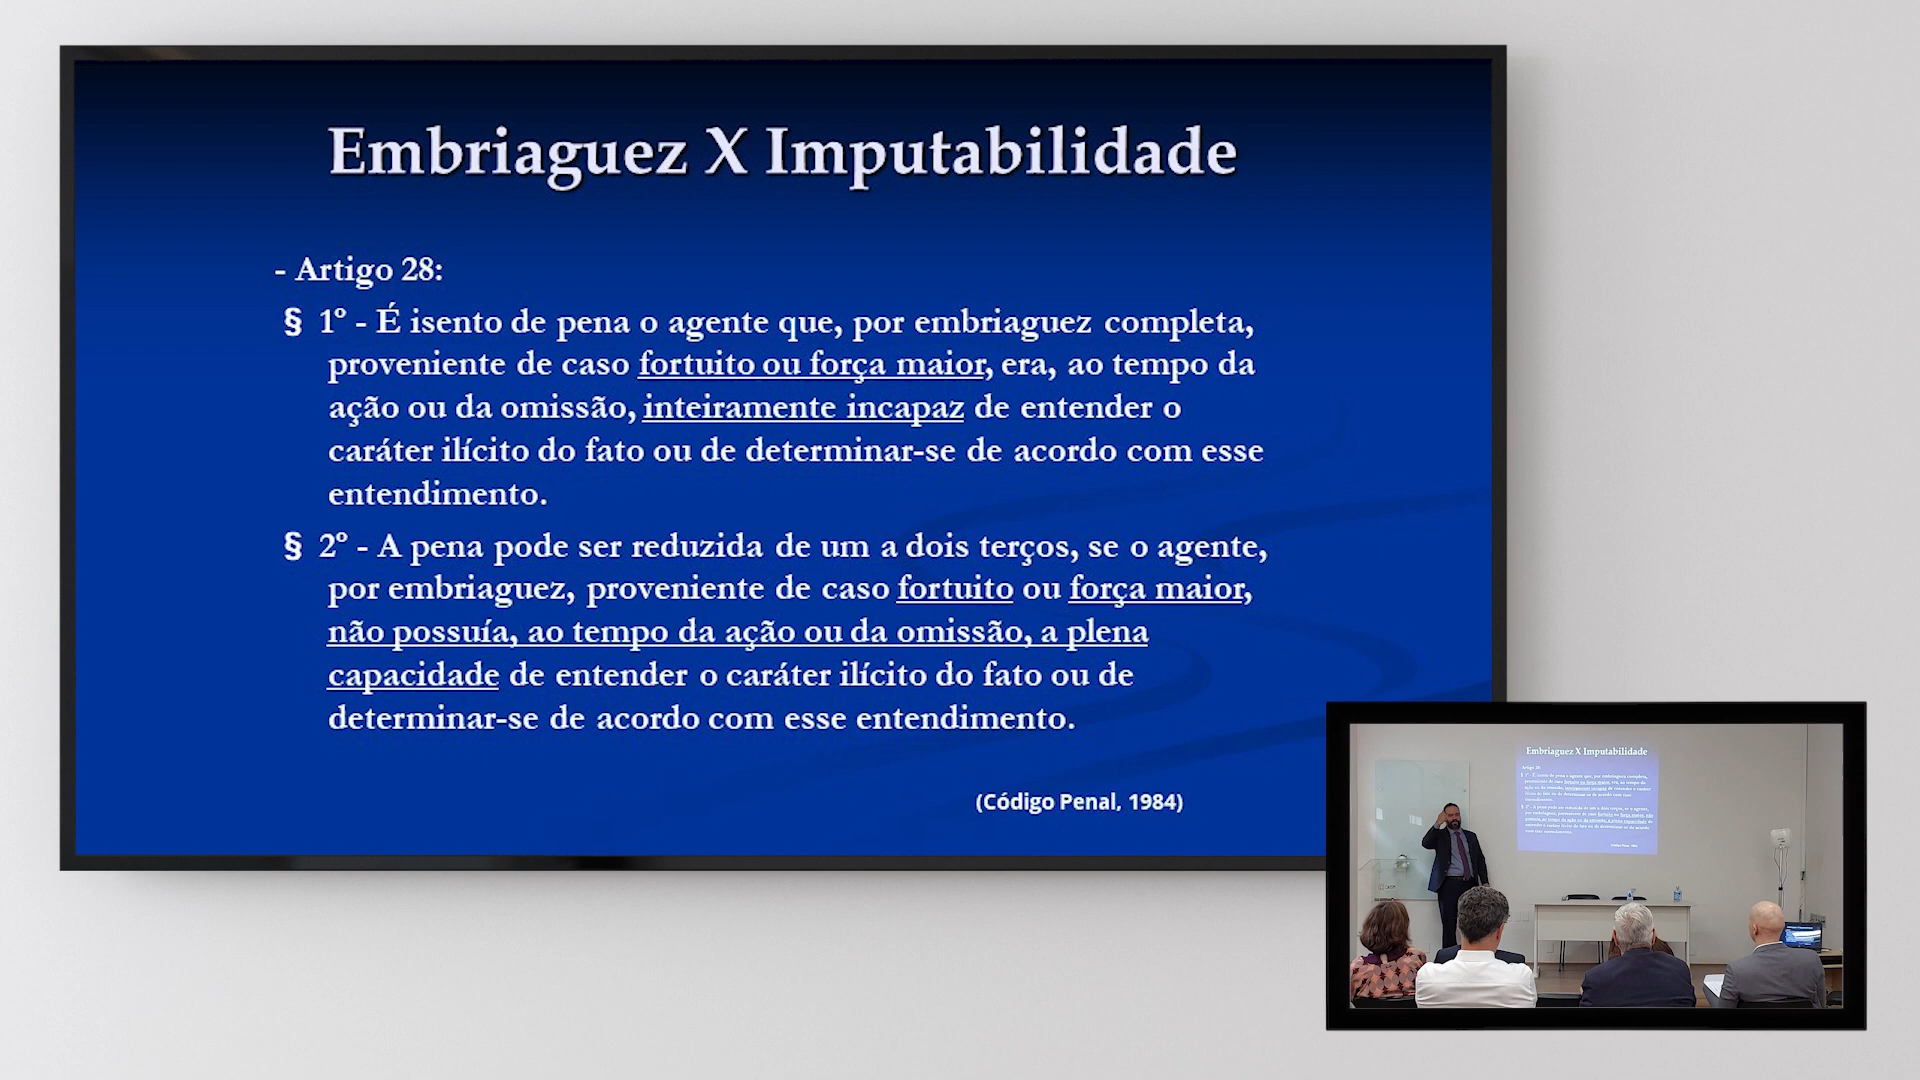 Embriaguez X Imputabilidade
- Artigo 28:
§ 1º - É isento de pena o agente que, por embriaguez completa,
proveniente de caso fortuito ou força maior, era, ao tempo da
ação ou da omissão, inteiramente incapaz de entender o
caráter ilícito do fato ou de determinar-se de acordo com esse
entendimento.
§ 2º - A pena pode ser reduzida de um a dois terços, se o agente,
por embriaguez, proveniente de caso fortuito ou força maior,
não possuía, ao tempo da ação ou da omissão, a plena
capacidade de entender o caráter ilícito do fato ou de
determinar-se de acordo com esse entendimento.
(Código Penal, 1984)
Embriaguez X Imputabilidade